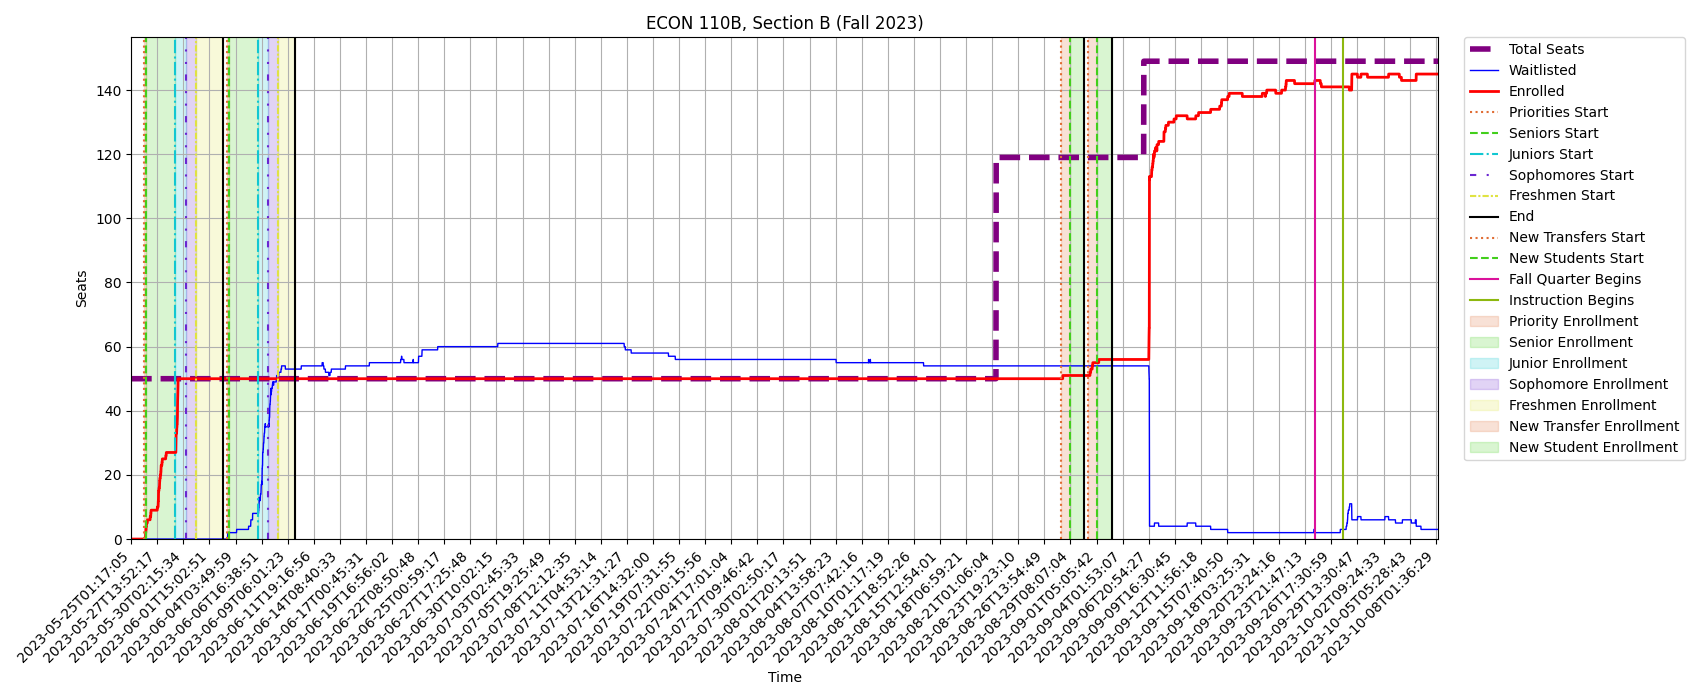 ECON 110B, Section B (Fall 2023)
Seats
140
120
100
80
60
40
20
0
2023-05-25T01:17:05
2023-05-27T13:52:17
2023-05-30T02:15:34
2023-06-01T15:02:51
2023-06-04T03:49:59
2023-06-06T16:38:51
2023-06-09T06:01:23
2023-06-11T19:16:56
2023-06-14T08:40:33
2023-06-17T00:45:31
2023-06-19T16:56:02
2023-06-22T08:50:48
2023-06-25T00:59:17
2023-06-27T17:25:48
2023-06-30T10:02:15
2023-07-03T02:45:33
2023-07-05T19:25:49
2023-07-08T12:12:35
2023-07-11T04:53:14
2023-07-13T21:31:27
2023-07-16T14:32:00
2023-07-19T07:31:55
2023-07-22T00:15:56
2023-07-24T17:01:04
2023-07-27T09:46:42
2023-07-30T02:50:17
2023-08-01T20:13:51
2023-08-04T13:58:23
2023-08-07T07:42:16
2023-08-10T01:17:19
2023-08-12T18:52:26
2023-08-15T12:54:01
2023-08-18T06:59:21
2023-08-21T01:06:04
2023-08-23T19:23:10
2023-08-26T13:54:49
2023-08-29T08:07:04
2023-09-01T05:05:42
2023-09-04T01:53:07
2023-09-06T20:54:27
2023-09-09T16:30:45
2023-09-12T11:56:18
2023-09-15T07:40:50
2023-09-18T03:25:31
2023-09-20T23:24:16
2023-09-23T21:47:13
2023-09-26T17:30:59
2023-09-29T13:30:47
2023-10-02T09:24:33
2023-10-05T05:28:43
2023-10-08T01:36:29
Time
Total Seats
Waitlisted
Enrolled
Priorities Start
Seniors Start
Juniors Start
Sophomores Start
Freshmen Start
End
New Transfers Start
New Students Start
Fall Quarter Begins
Instruction Begins
Priority Enrollment
Senior Enrollment
Junior Enrollment
Sophomore Enrollment
Freshmen Enrollment
New Transfer Enrollment
New Student Enrollment